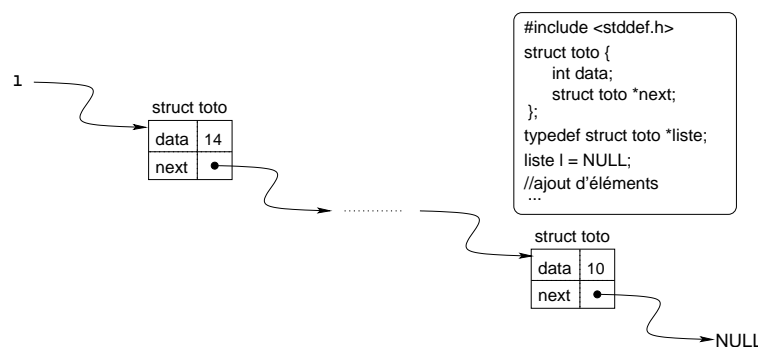 l
struct toto
data 14
next
#include <stddef.h>
struct toto {
int data;
struct toto *next;
};
typedef struct toto *liste;
liste l = NULL;
//ajout d'éléments
...
struct toto
data 10
next
NULL